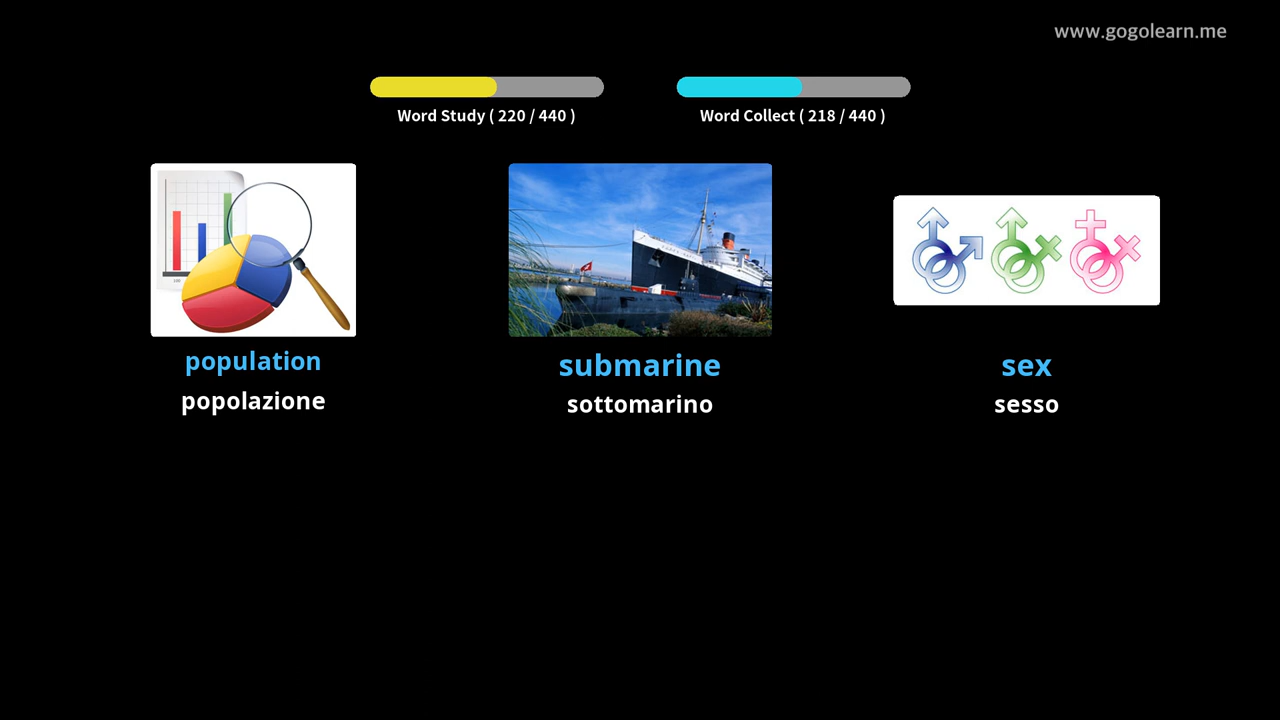 www.gogolearn.me
Word Study ( 220 / 440 )
Word Collect ( 218 / 440 )
population
submarine
sex
popolazione
sottomarino
sesso